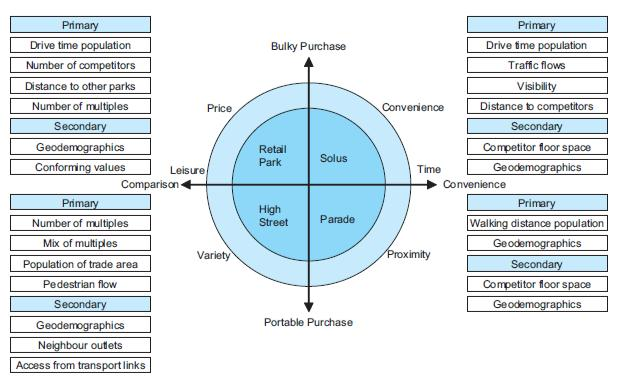 Primary
Drive time population
Number of competitors
Distance to other parks
Number of multiples
Secondary
Geodemographics
Conforming values
Primary
Number of multiples
Mix of multiples
Population of trade area
Pedestrian flow
Secondary
Geodemographics
Neighbour outlets
Access from transport links
Bulky Purchase
Price
Convenience
Retail
Park
Solus
Leisure
Time
Comparison
Convenience
High
Street
Parade
Variety
Proximity
Portable Purchase
Primary
Drive time population
Traffic flows
Visibility
Distance to competitors
Secondary
Competitor floor space
Geodemographics
Primary
Walking distance population
Geodemographics
Secondary
Competitor floor space
Geodemographics